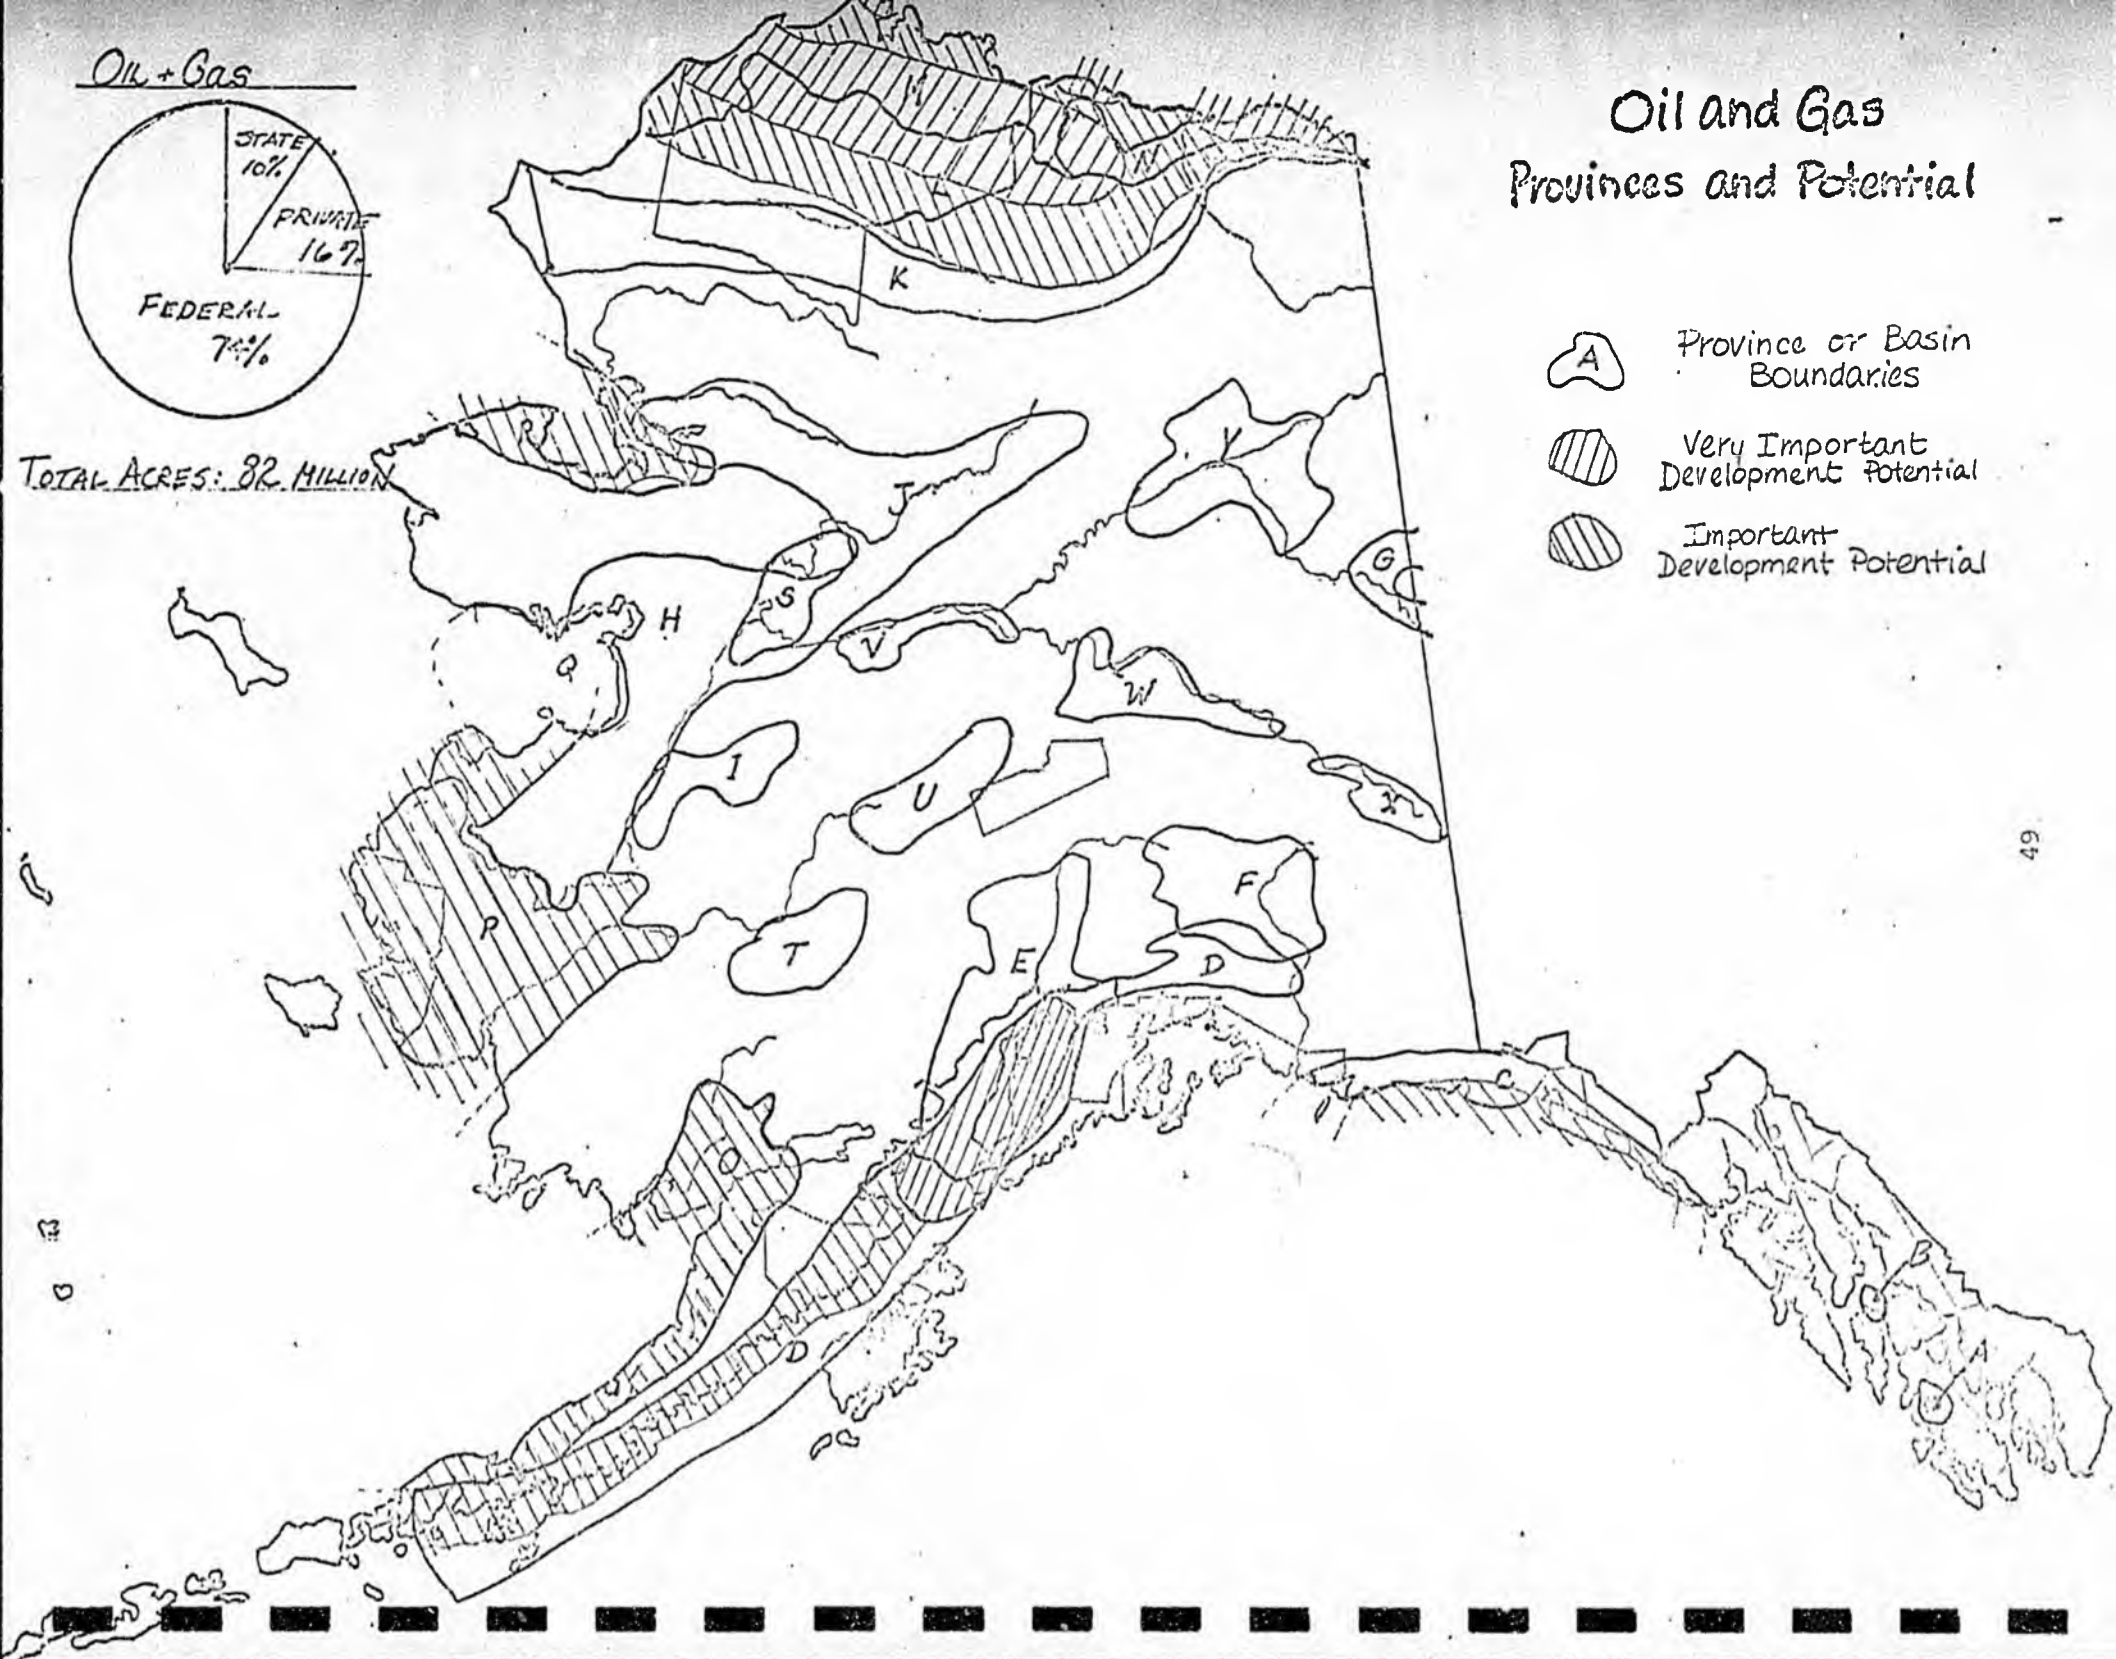 Oil + Gas
STATE
10%
PRIVATE
16%
FEDERAL
74%
TOTAL ACRES: 82 MILLION
Oil and Gas
Provinces and Potential
A
Province or Basin
Boundaries
Very Important
Development Potential
Important
Development Potential
M
L
N
K
R
Y
J
G
S
H
V
Q
W
I
U
X
F
P
T
E
D
C
O
B
D
A
49